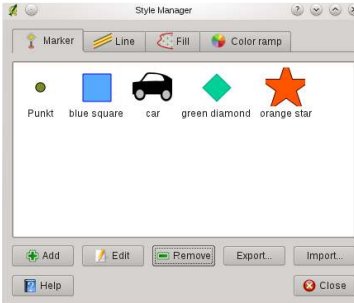 Style Manager
Marker Line Fill Color ramp
Punkt blue square car green diamond orange star
Add Edit Remove Export... Import...
Help Close